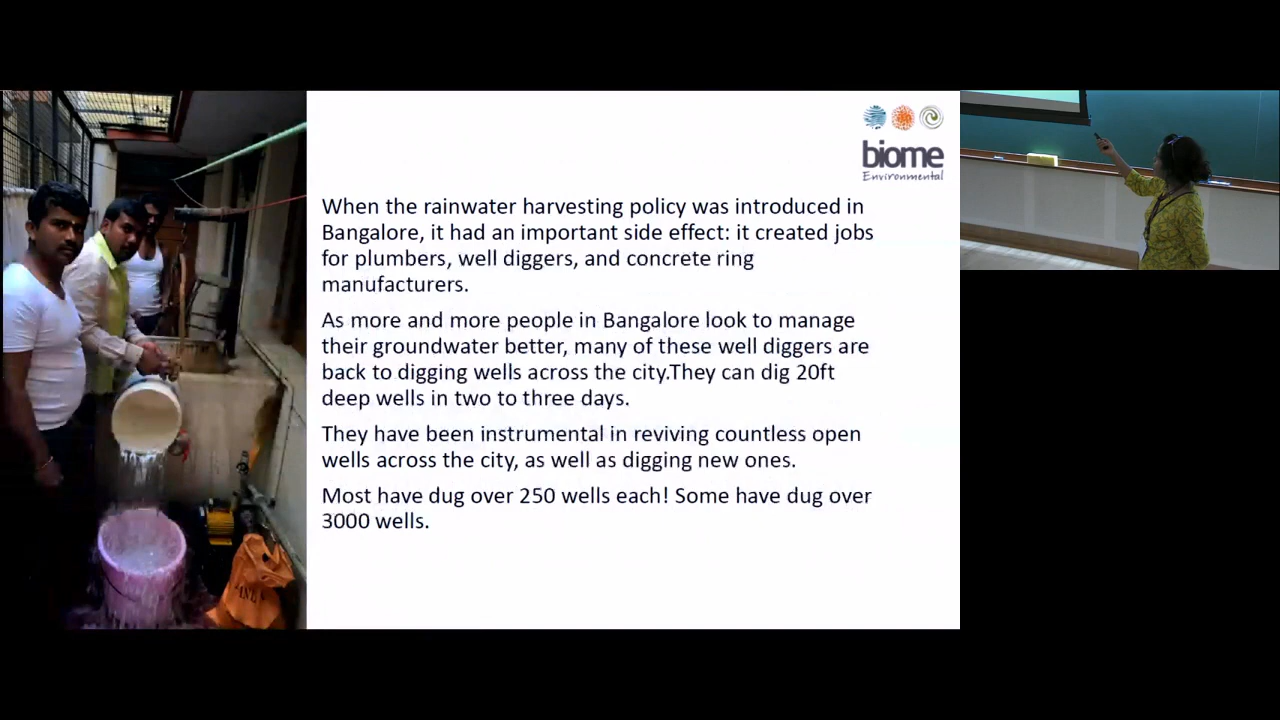 biome
Environmental
When the rainwater harvesting policy was introduced in
Bangalore, it had an important side effect: it created jobs
for plumbers, well diggers, and concrete ring
manufacturers.
As more and more people in Bangalore look to manage
their groundwater better, many of these well diggers are
back to digging wells across the city.They can dig 20ft
deep wells in two to three days.
They have been instrumental in reviving countless open
wells across the city, as well as digging new ones.
Most have dug over 250 wells each! Some have dug over
3000 wells.